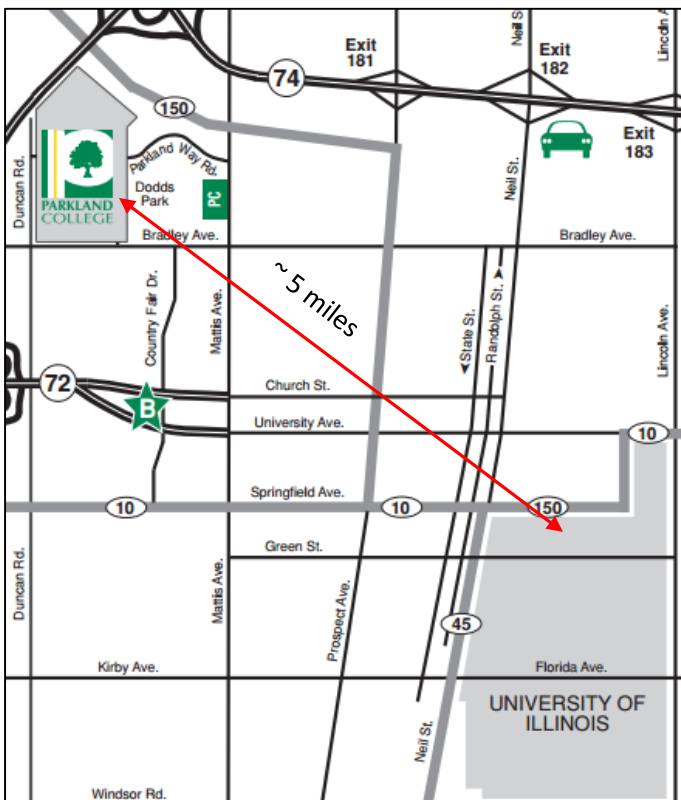 Exit
181
Neil St.
Exit
182
Lincoln A
74
150
Exit
183
Duncan Rd.
PARKLAND
COLLEGE
Parkland Way Rd.
Dodds
Park
PC
Neil St.
Bradley Ave.
Bradley Ave.
~ 5 miles
Country Fair Dr.
Mattis Ave.
State St.
Randolph St.
Lincoln Ave.
72
B
Church St.
University Ave.
10
Springfield Ave.
10
10
150
Green St.
Duncan Rd.
Mattis Ave.
Prospect Ave.
45
Kirby Ave.
Florida Ave.
UNIVERSITY OF
ILLINOIS
Neil St.
Windsor Rd.